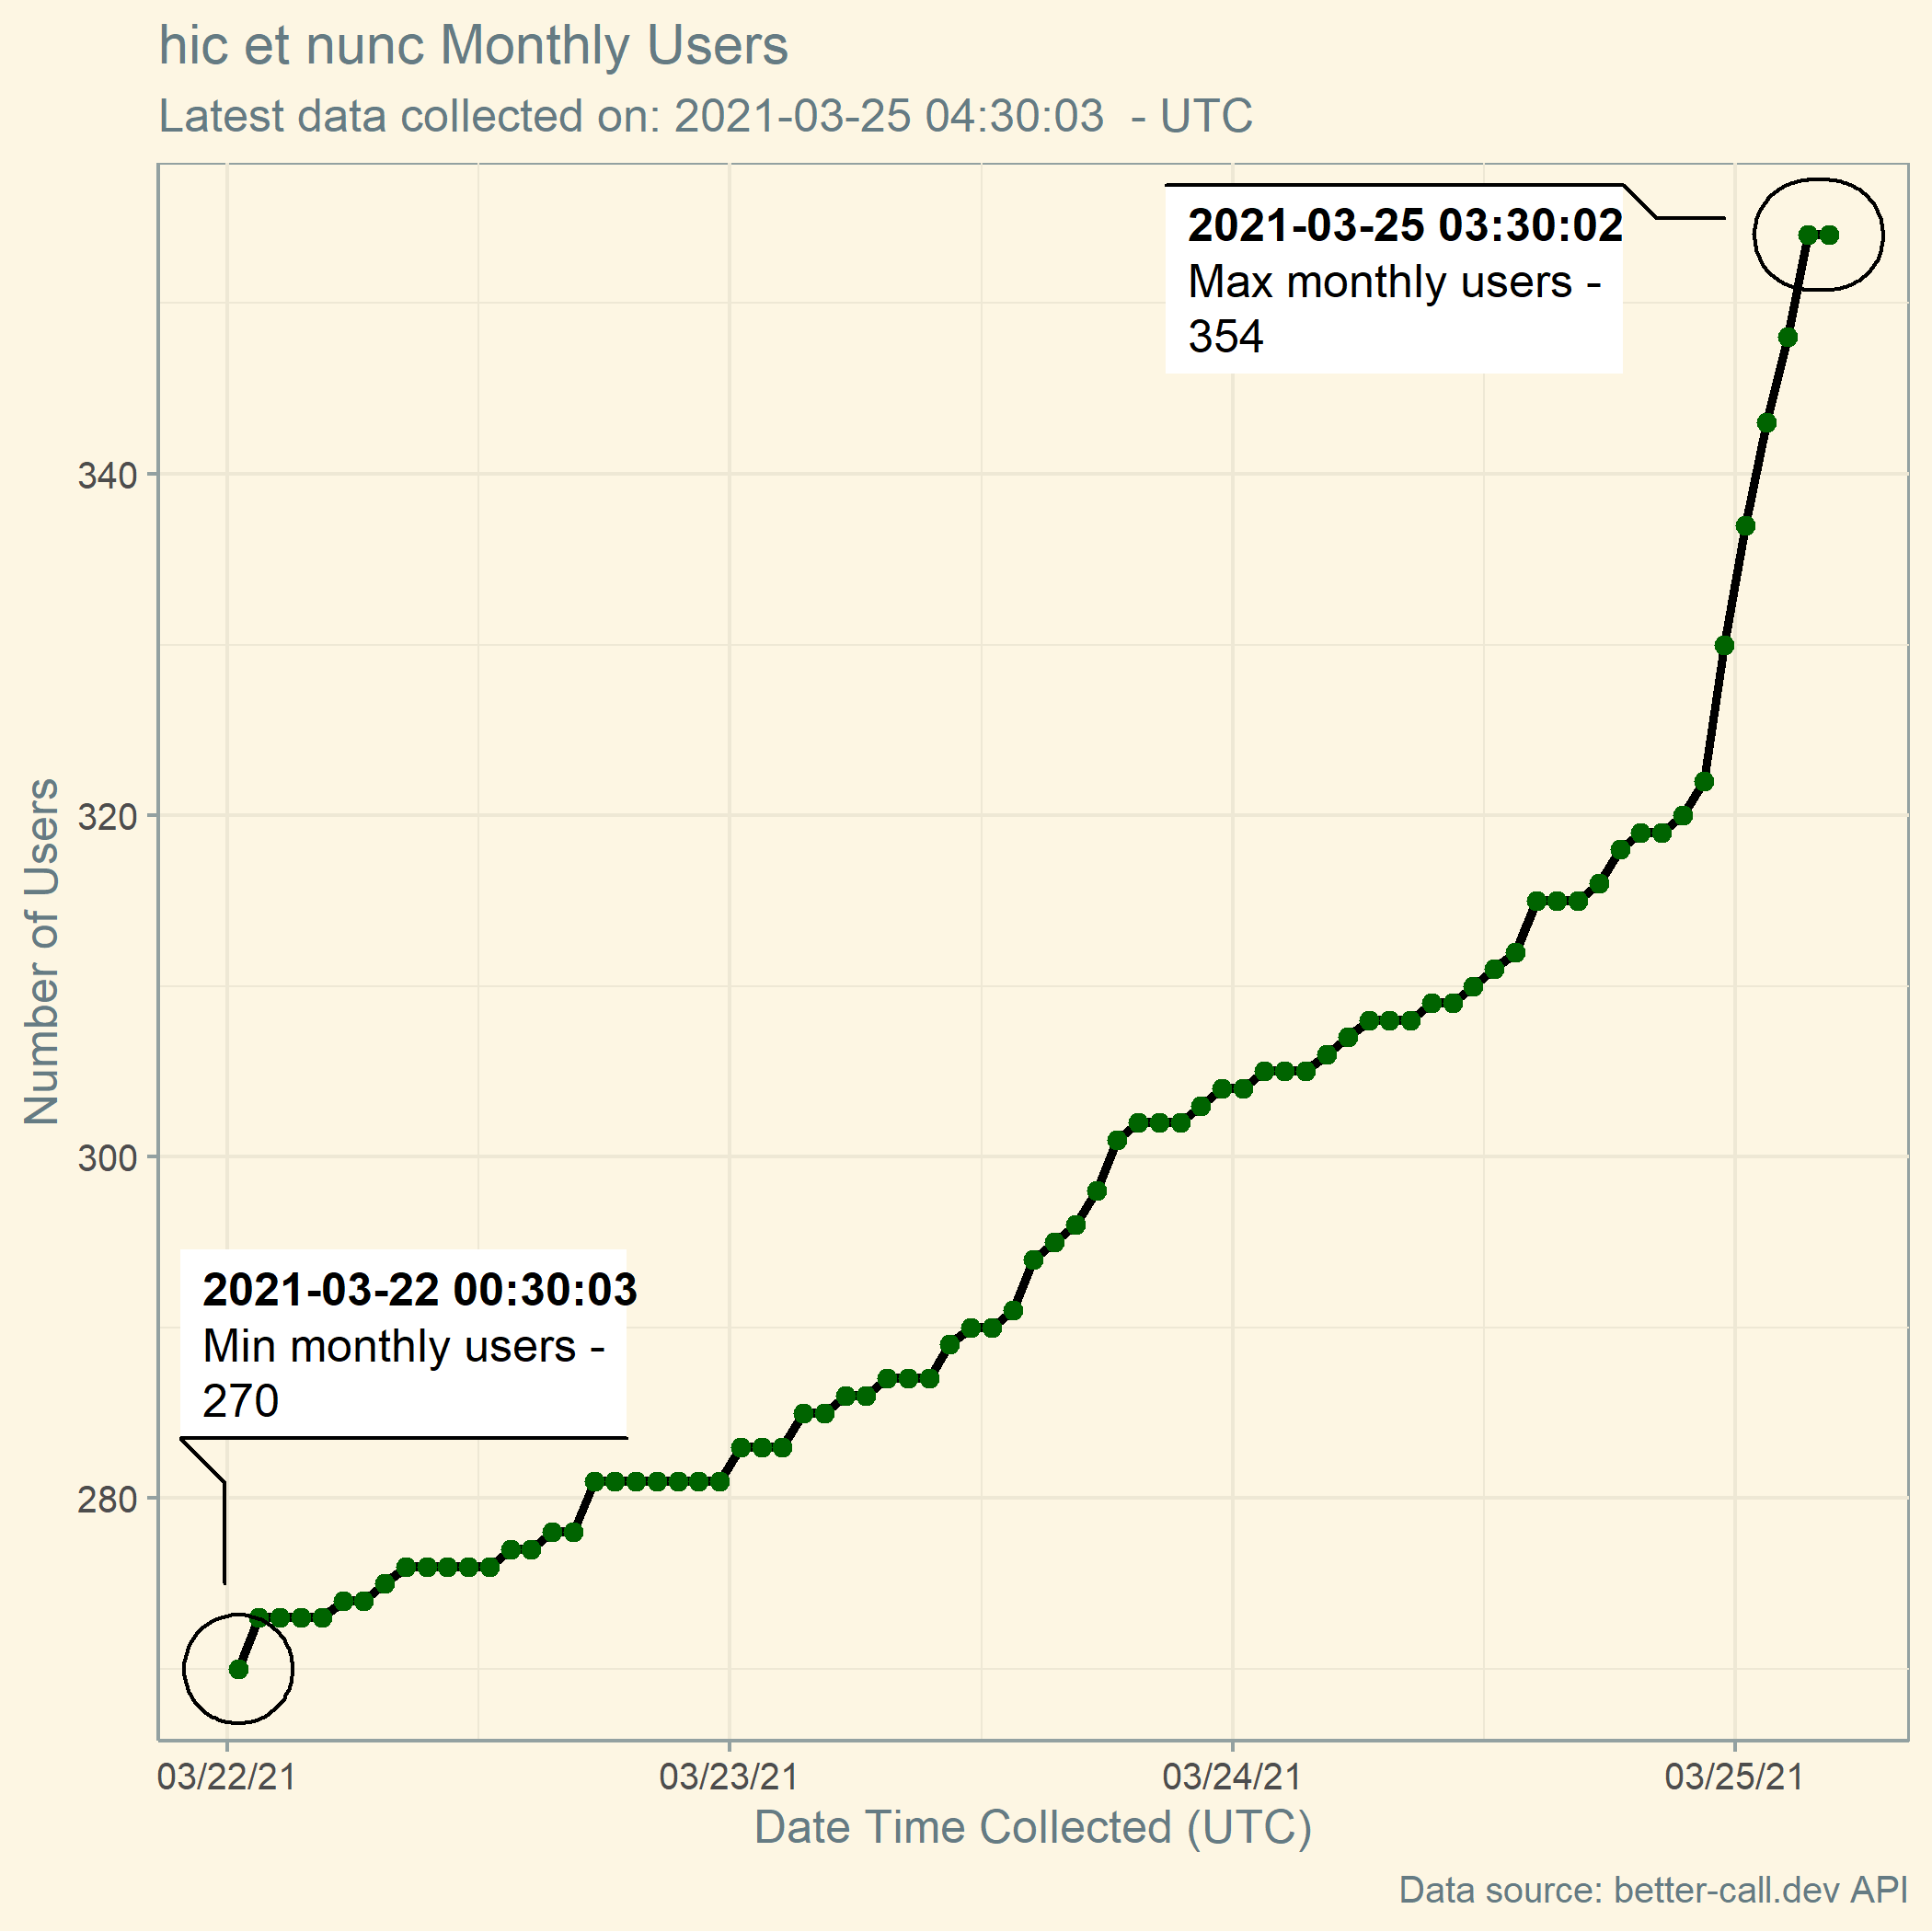 hic et nunc Monthly Users
Latest data collected on: 2021-03-25 04:30:03  - UTC
2021-03-25 03:30:02
Max monthly users -
354
340
320
300
280
Number of Users
2021-03-22 00:30:03
Min monthly users -
270
03/22/21
03/23/21
03/24/21
03/25/21
Date Time Collected (UTC)
Data source: better-call.dev API